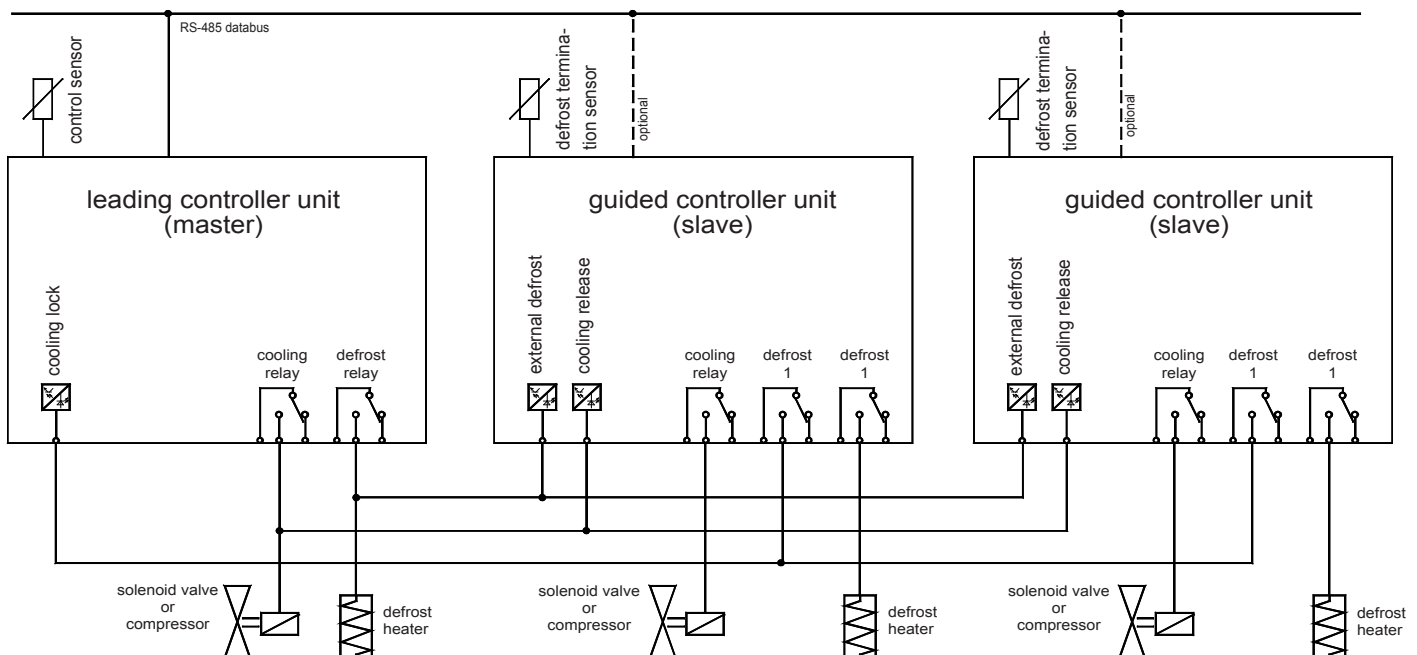 RS-485 databus
control sensor
defrost termina-
tion sensor
optional
defrost termina-
tion sensor
optional
leading controller unit
(master)
guided controller unit
(slave)
guided controller unit
(slave)
cooling lock
cooling
relay
defrost
relay
external defrost
cooling release
cooling
relay
defrost
1
defrost
1
external defrost
cooling release
cooling
relay
defrost
1
defrost
1
solenoid valve
or
compressor
defrost
heater
solenoid valve
or
compressor
defrost
heater
solenoid valve
or
compressor
defrost
heater